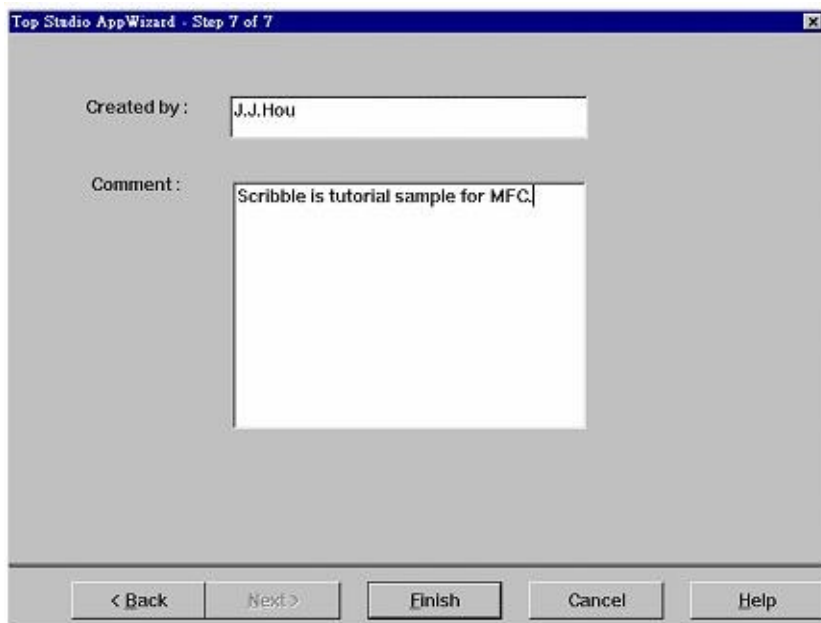 Top Studio AppWizard - Step 7 of 7
Created by :
J.J.Hou
Comment :
Scribble is tutorial sample for MFC.
< Back
Next >
Finish
Cancel
Help